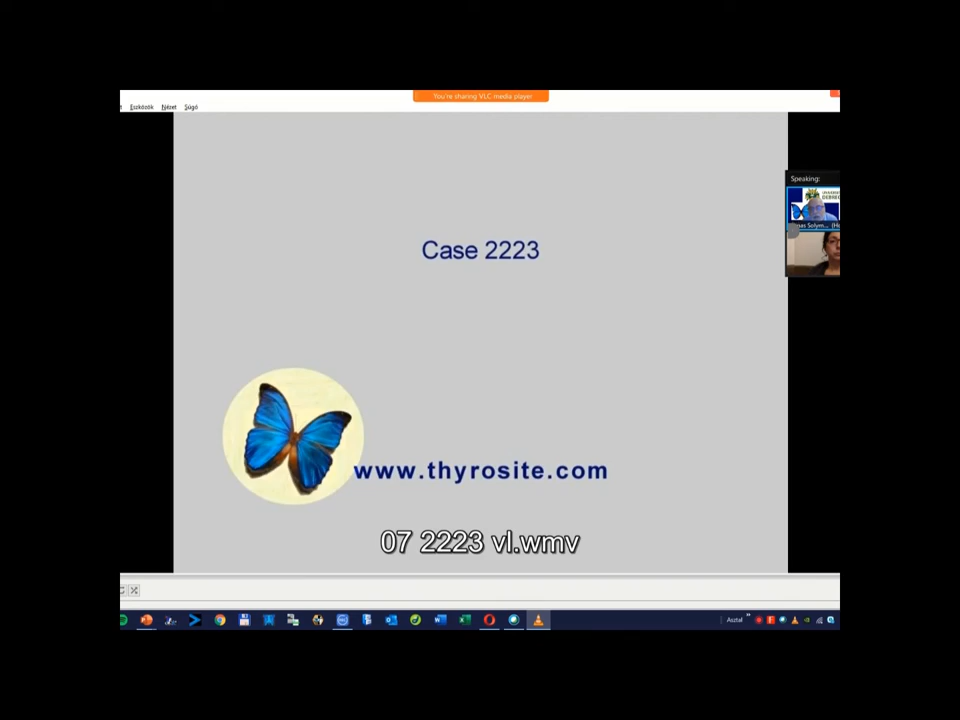 You're sharing VLC media player
Eszközök Nézet Súgó
Speaking:
Case 2223
www.thyrosite.com
07 2223 vl.wmv
Asztal